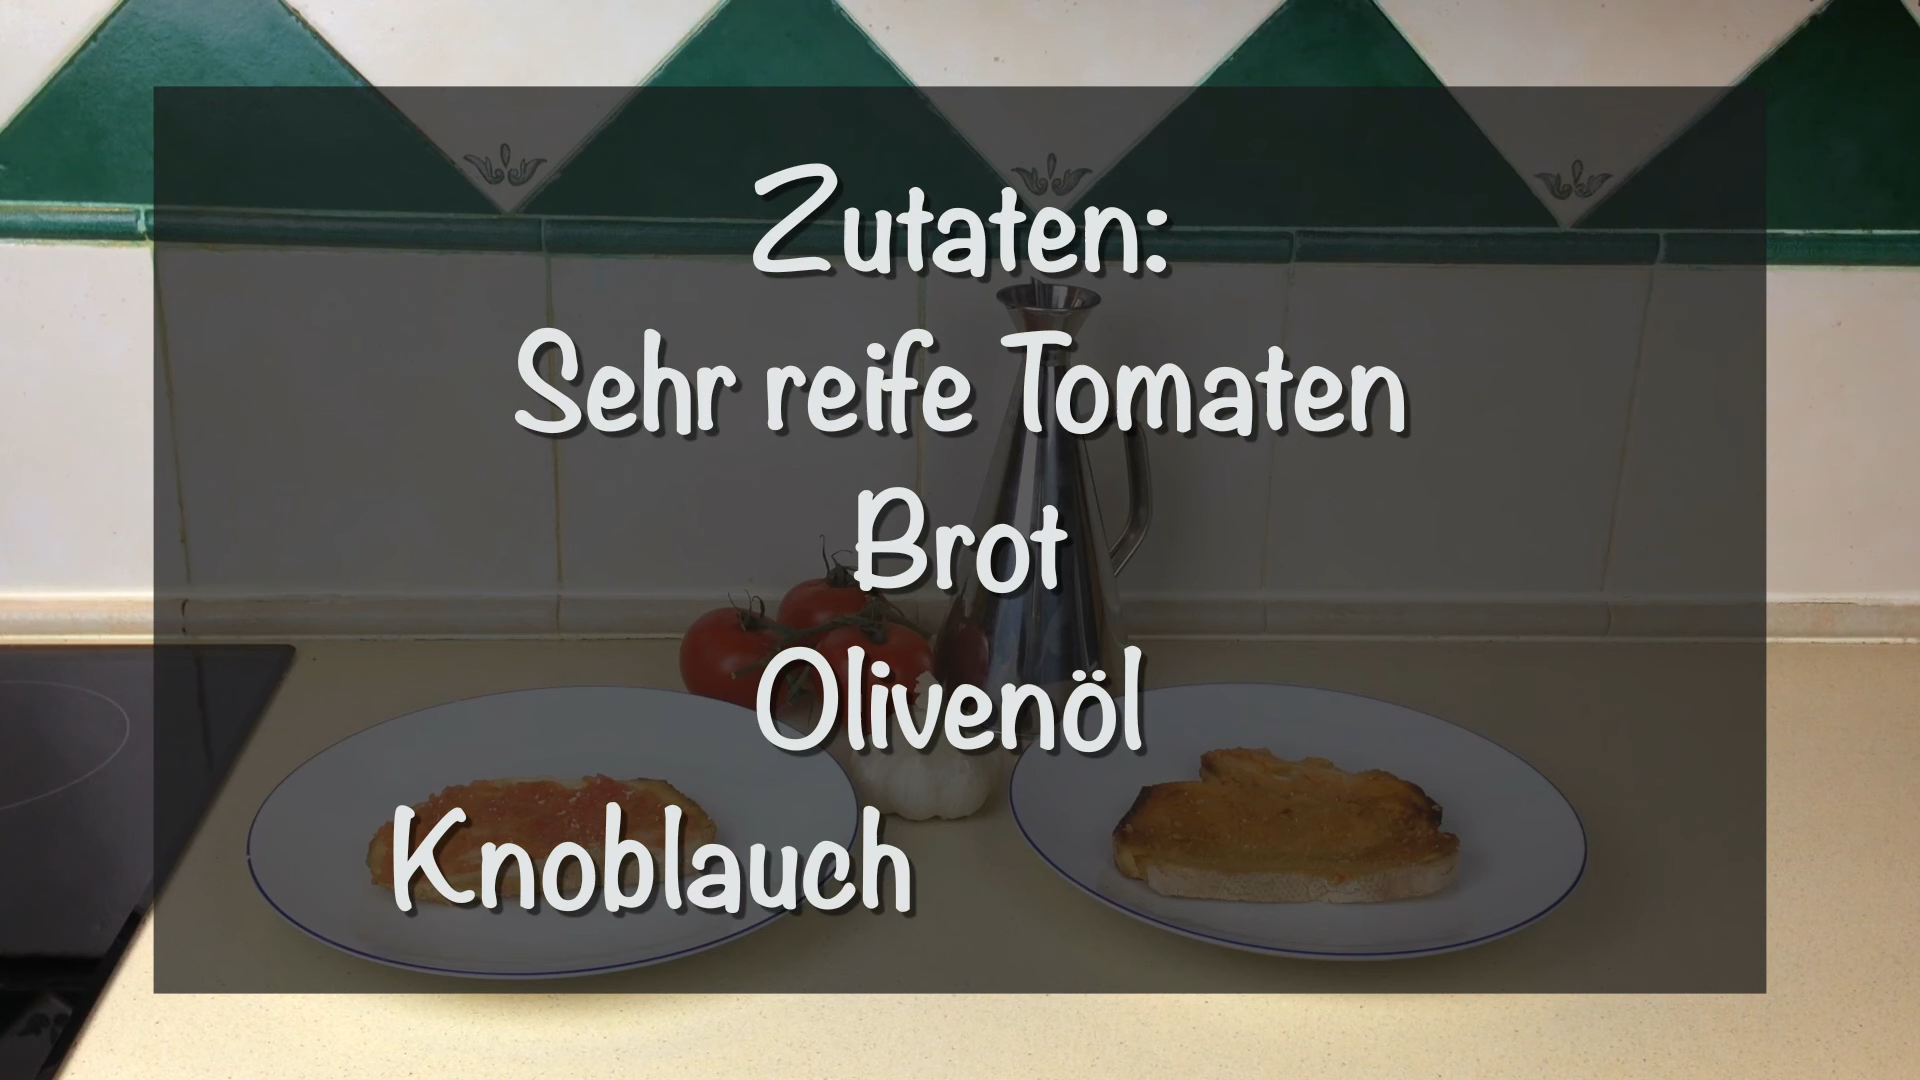 Zutaten:
Sehr reife Tomaten
Brot
Olivenöl
Knoblauch